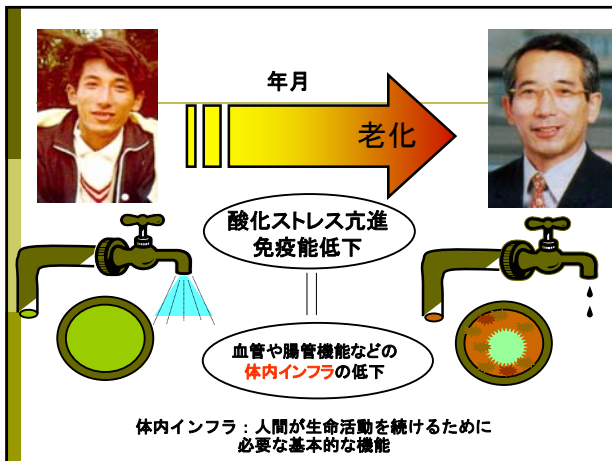 年月
老化
酸化ストレス亢進
免疫能低下
血管や腸管機能などの
体内インフラの低下
体内インフラ:人間が生命活動を続けるために
必要な基本的な機能